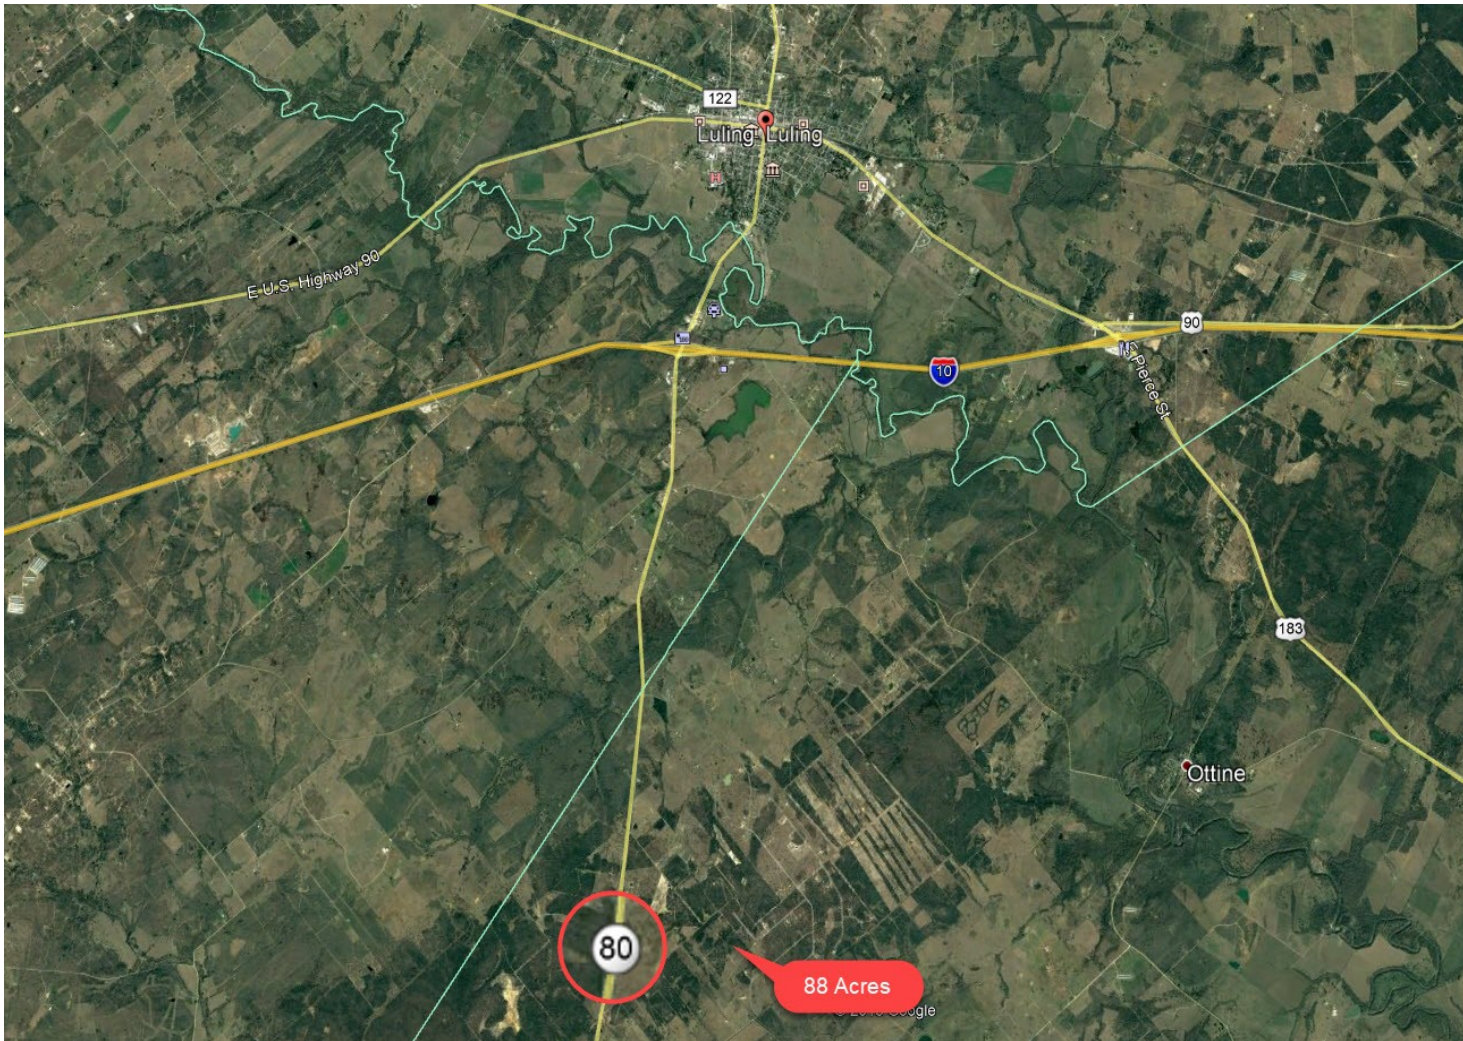 122
Luling Luling
E U.S. Highway 90
90
10
E Pierce St
183
Ottine
80
88 Acres